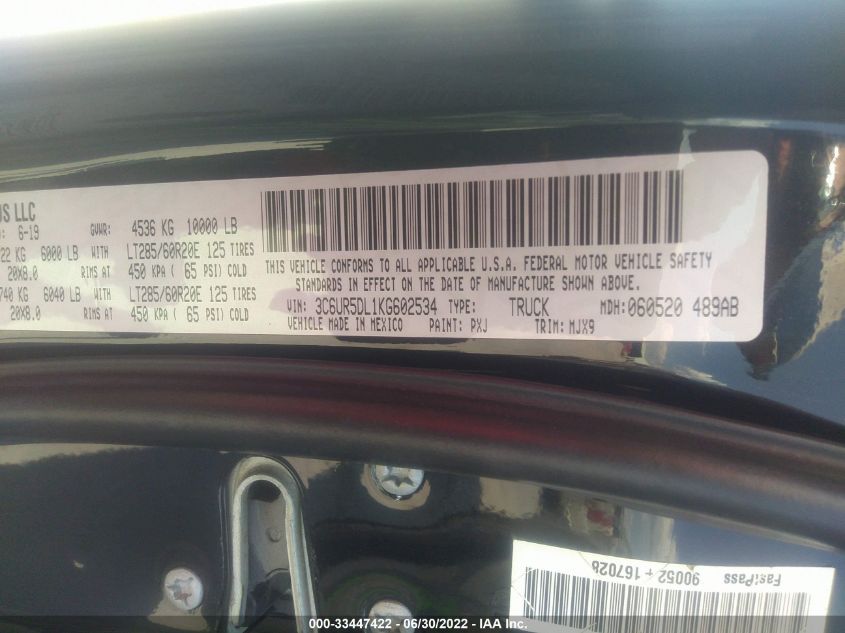 US LLC
: 6-19 GVWR: 4536 KG 10000 LB
22 KG 6000 LB WITH LT285/60R20E 125 TIRES
20X8.0 RIMS AT 450 KPA ( 65 PSI) COLD
740 KG 6040 LB WITH LT285/60R20E 125 TIRES
20X8.0 RIMS AT 450 KPA ( 65 PSI) COLD
THIS VEHICLE CONFORMS TO ALL APPLICABLE U.S.A. FEDERAL MOTOR VEHICLE SAFETY
STANDARDS IN EFFECT ON THE DATE OF MANUFACTURE SHOWN ABOVE.
VIN: 3C6UR5DL1KG602534 TYPE: TRUCK MDH: 060520 489AB
VEHICLE MADE IN MEXICO PAINT: PXJ TRIM: MJX9
90052 + 16702B FastPass
000-33447422 - 06/30/2022 - IAA Inc.